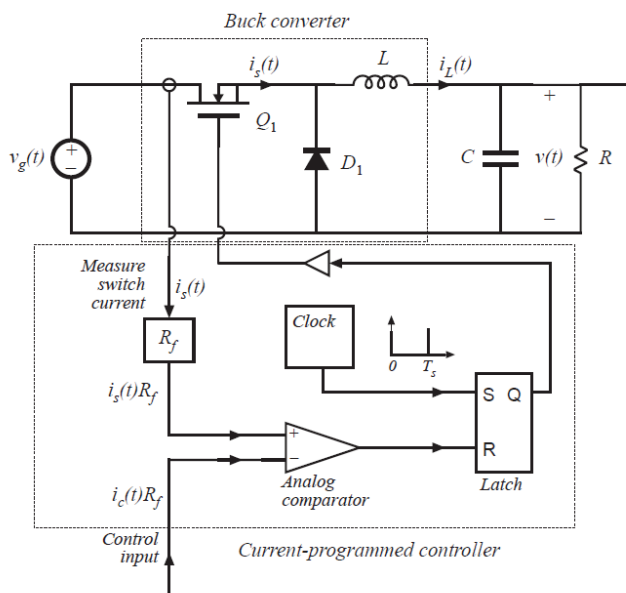 Buck converter
i_s(t)
L
i_L(t)
Q_1
+
v_g(t)
+
−
D_1
C
v(t)
R
−
Measure
switch
current
i_s(t)
Clock
R_f
0
T_s
S Q
i_s(t)R_f
+
−
R
Analog
comparator
Latch
i_c(t)R_f
Control
input
Current-programmed controller